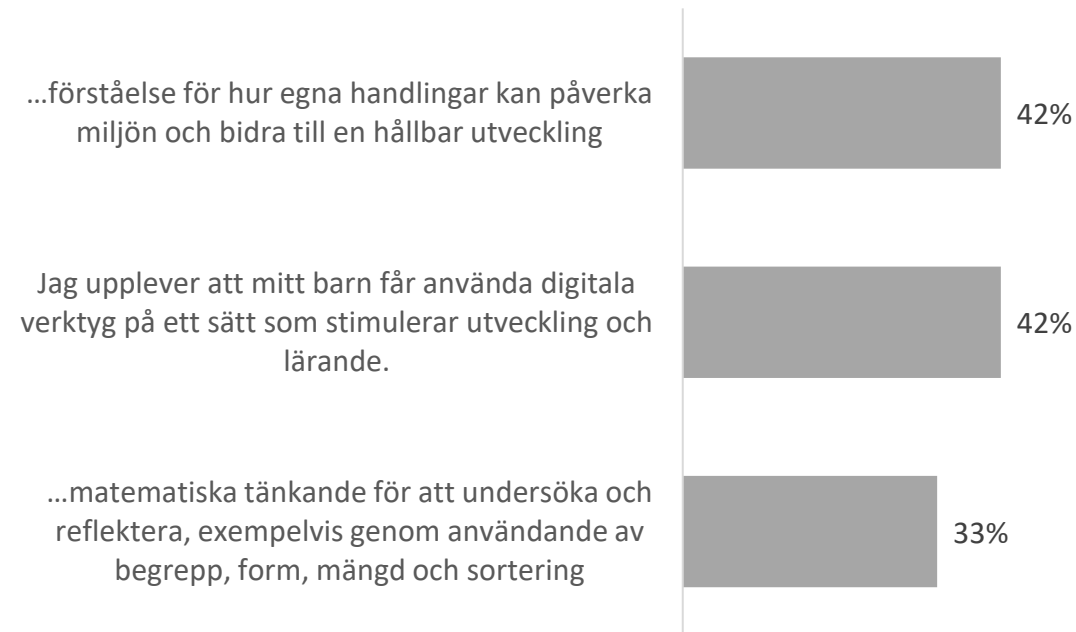 …förståelse för hur egna handlingar kan påverka
miljön och bidra till en hållbar utveckling
42%
Jag upplever att mitt barn får använda digitala
verktyg på ett sätt som stimulerar utveckling och
lärande.
42%
…matematiska tänkande för att undersöka och
reflektera, exempelvis genom användande av
begrepp, form, mängd och sortering
33%